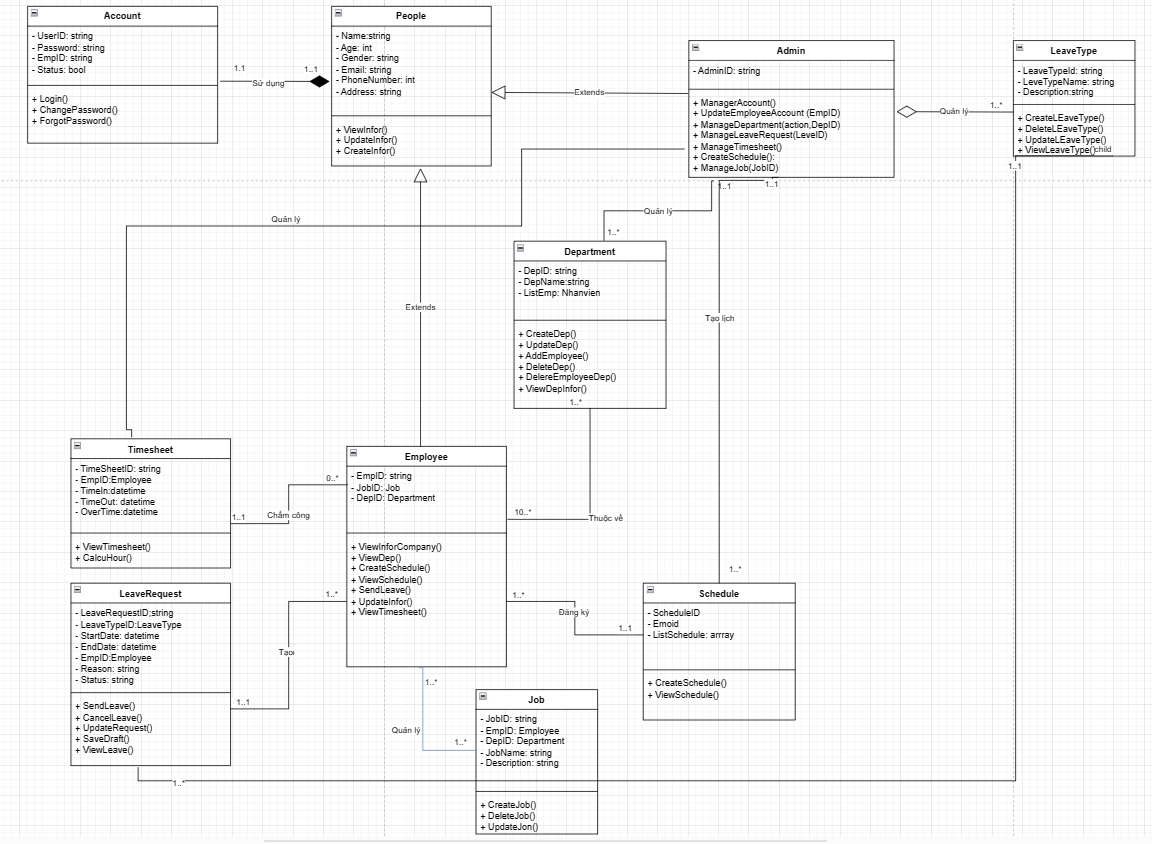 Account
- UserID: string
- Password: string
- EmpID: string
- Status: bool
+ Login()
+ ChangePassword()
+ ForgotPassword()
1.1
Sử dụng
1..1
People
- Name:string
- Age: int
- Gender: string
- Email: string
- PhoneNumber: int
- Address: string
+ ViewInfor()
+ UpdateInfor()
+ CreateInfor()
Extends
Admin
- AdminID: string
+ ManagerAccount()
+ UpdateEmployeeAccount (EmpID)
+ ManageDepartment(action,DepID)
+ ManageLeaveRequest(LeveID)
+ ManageTimesheet()
+ CreateSchedule():
+ ManageJob(JobID)
Quản lý
1..*
LeaveType
- LeaveTypeId: string
- LeveTypeName: string
- Description:string
+ CreateLEaveType()
+ DeleteLEaveType()
+ UpdateLEaveType()
+ ViewLeaveType()
child
1..1
1..1
1..1
Quản lý
1..*
Quản lý
Department
- DepID: string
- DepName:string
- ListEmp: Nhanvien
+ CreateDep()
+ UpdateDep()
+ AddEmployee()
+ DeleteDep()
+ DelereEmployeeDep()
+ ViewDepInfor()
1..*
Extends
Tạo lịch
Timesheet
- TimeSheetID: string
- EmpID:Employee
- TimeIn:datetime
- TimeOut: datetime
- OverTime:datetime
+ ViewTimesheet()
+ CalcuHour()
0..*
1..1
Chấm công
Employee
- EmpID: string
- JobID: Job
- DepID: Department
+ ViewInforCompany()
+ ViewDep()
+ CreateSchedule()
+ ViewSchedule()
+ SendLeave()
+ UpdateInfor()
+ ViewTimesheet()
10..*
Thuộc về
1..*
LeaveRequest
- LeaveRequestID:string
- LeaveTypeID:LeaveType
- StartDate: datetime
- EndDate: datetime
- EmpID:Employee
- Reason: string
- Status: string
+ SendLeave()
+ CancelLeave()
+ UpdateRequest()
+ SaveDraft()
+ ViewLeave()
1..*
Tạo
1..1
1..*
Đăng ký
1..1
Schedule
- ScheduleID
- Emoid
- ListSchedule: arrray
+ CreateSchedule()
+ ViewSchedule()
1..*
Quản lý
1..*
Job
- JobID: string
- EmpID: Employee
- DepID: Department
- JobName: string
- Description: string
+ CreateJob()
+ DeleteJob()
+ UpdateJon()
1..*